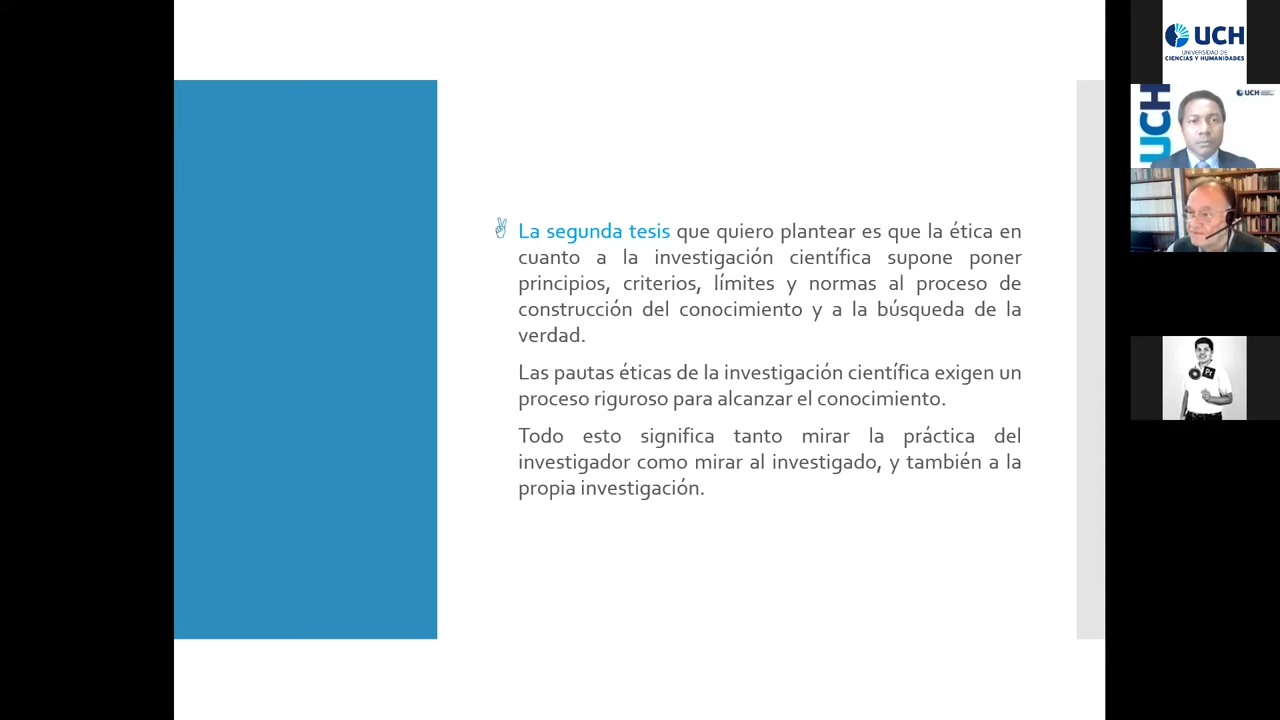 La segunda tesis que quiero plantear es que la ética en
cuanto a la investigación científica supone poner
principios, criterios, límites y normas al proceso de
construcción del conocimiento y a la búsqueda de la
verdad.
Las pautas éticas de la investigación científica exigen un
proceso riguroso para alcanzar el conocimiento.
Todo esto significa tanto mirar la práctica del
investigador como mirar al investigado, y también a la
propia investigación.
UCH
UNIVERSIDAD DE
CIENCIAS Y HUMANIDADES
UCH
UCH
Pr